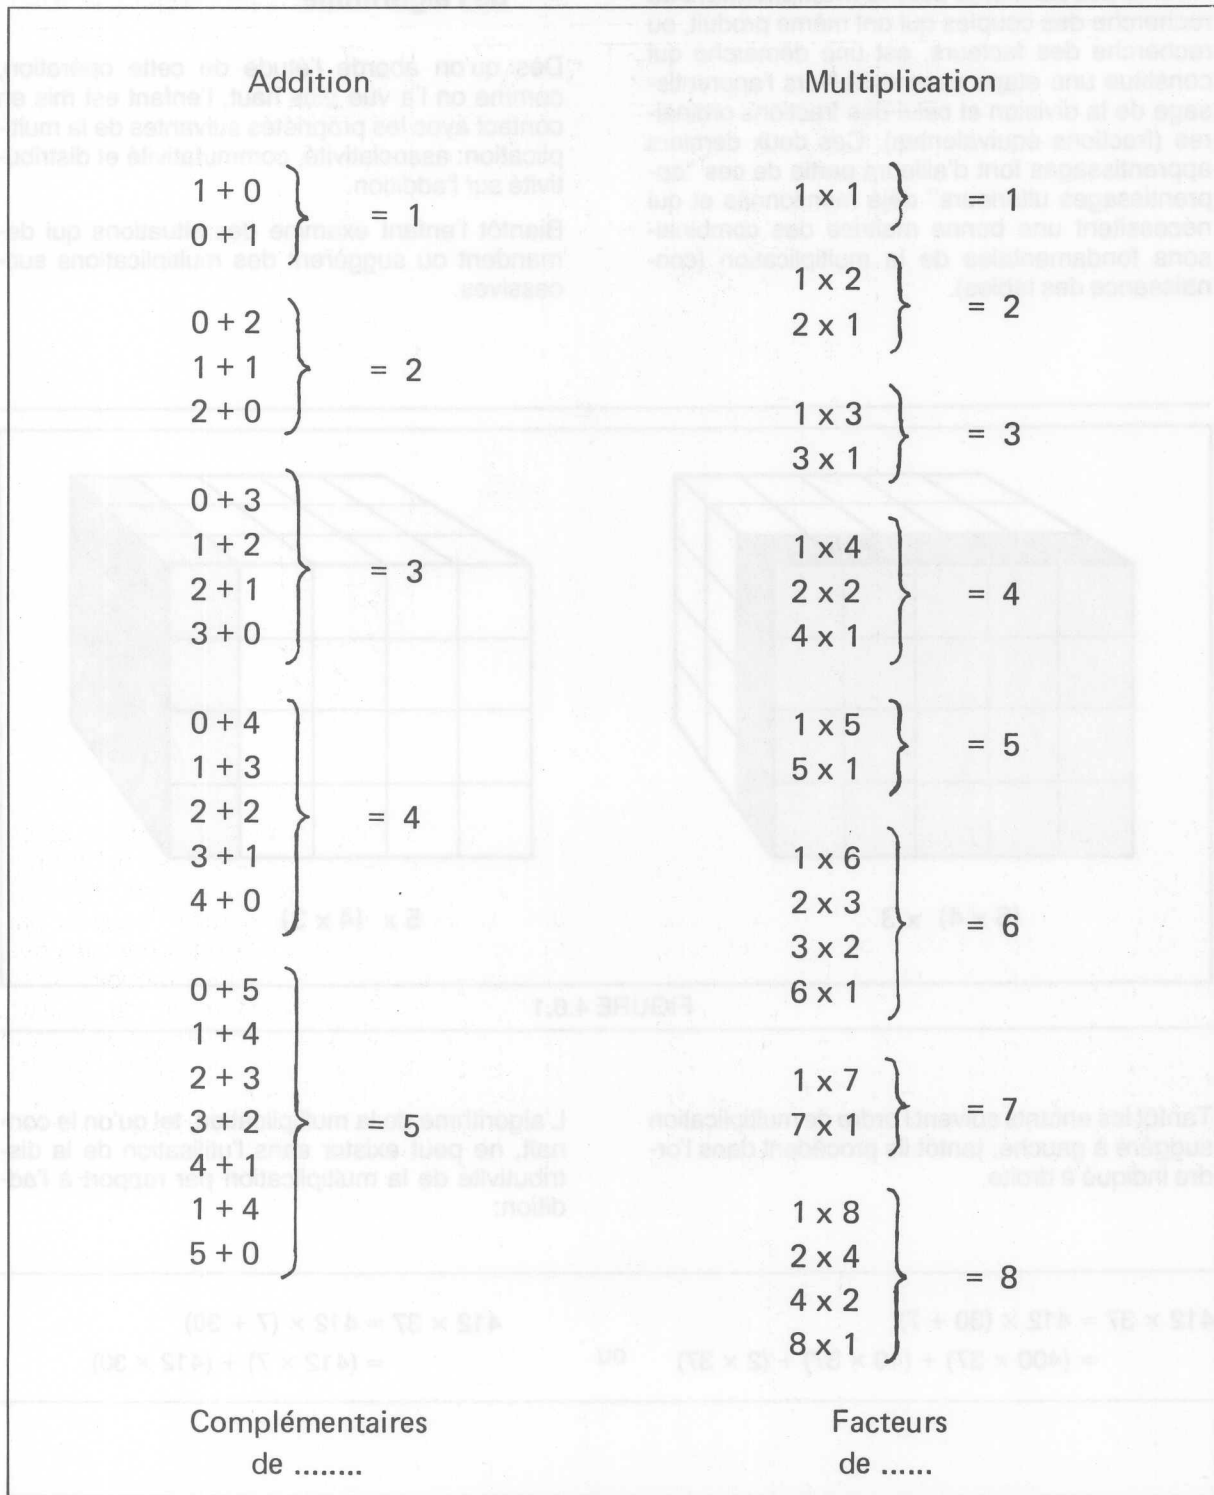 Addition
1 + 0
0 + 1
= 1
0 + 2
1 + 1
2 + 0
= 2
0 + 3
1 + 2
2 + 1
3 + 0
= 3
0 + 4
1 + 3
2 + 2
3 + 1
4 + 0
= 4
0 + 5
1 + 4
2 + 3
3 + 2
4 + 1
1 + 4
5 + 0
= 5
Complémentaires
de ........
Multiplication
1 x 1
= 1
1 x 2
2 x 1
= 2
1 x 3
3 x 1
= 3
1 x 4
2 x 2
4 x 1
= 4
1 x 5
5 x 1
= 5
1 x 6
2 x 3
3 x 2
6 x 1
= 6
1 x 7
7 x 1
= 7
1 x 8
2 x 4
4 x 2
8 x 1
= 8
Facteurs
de ......